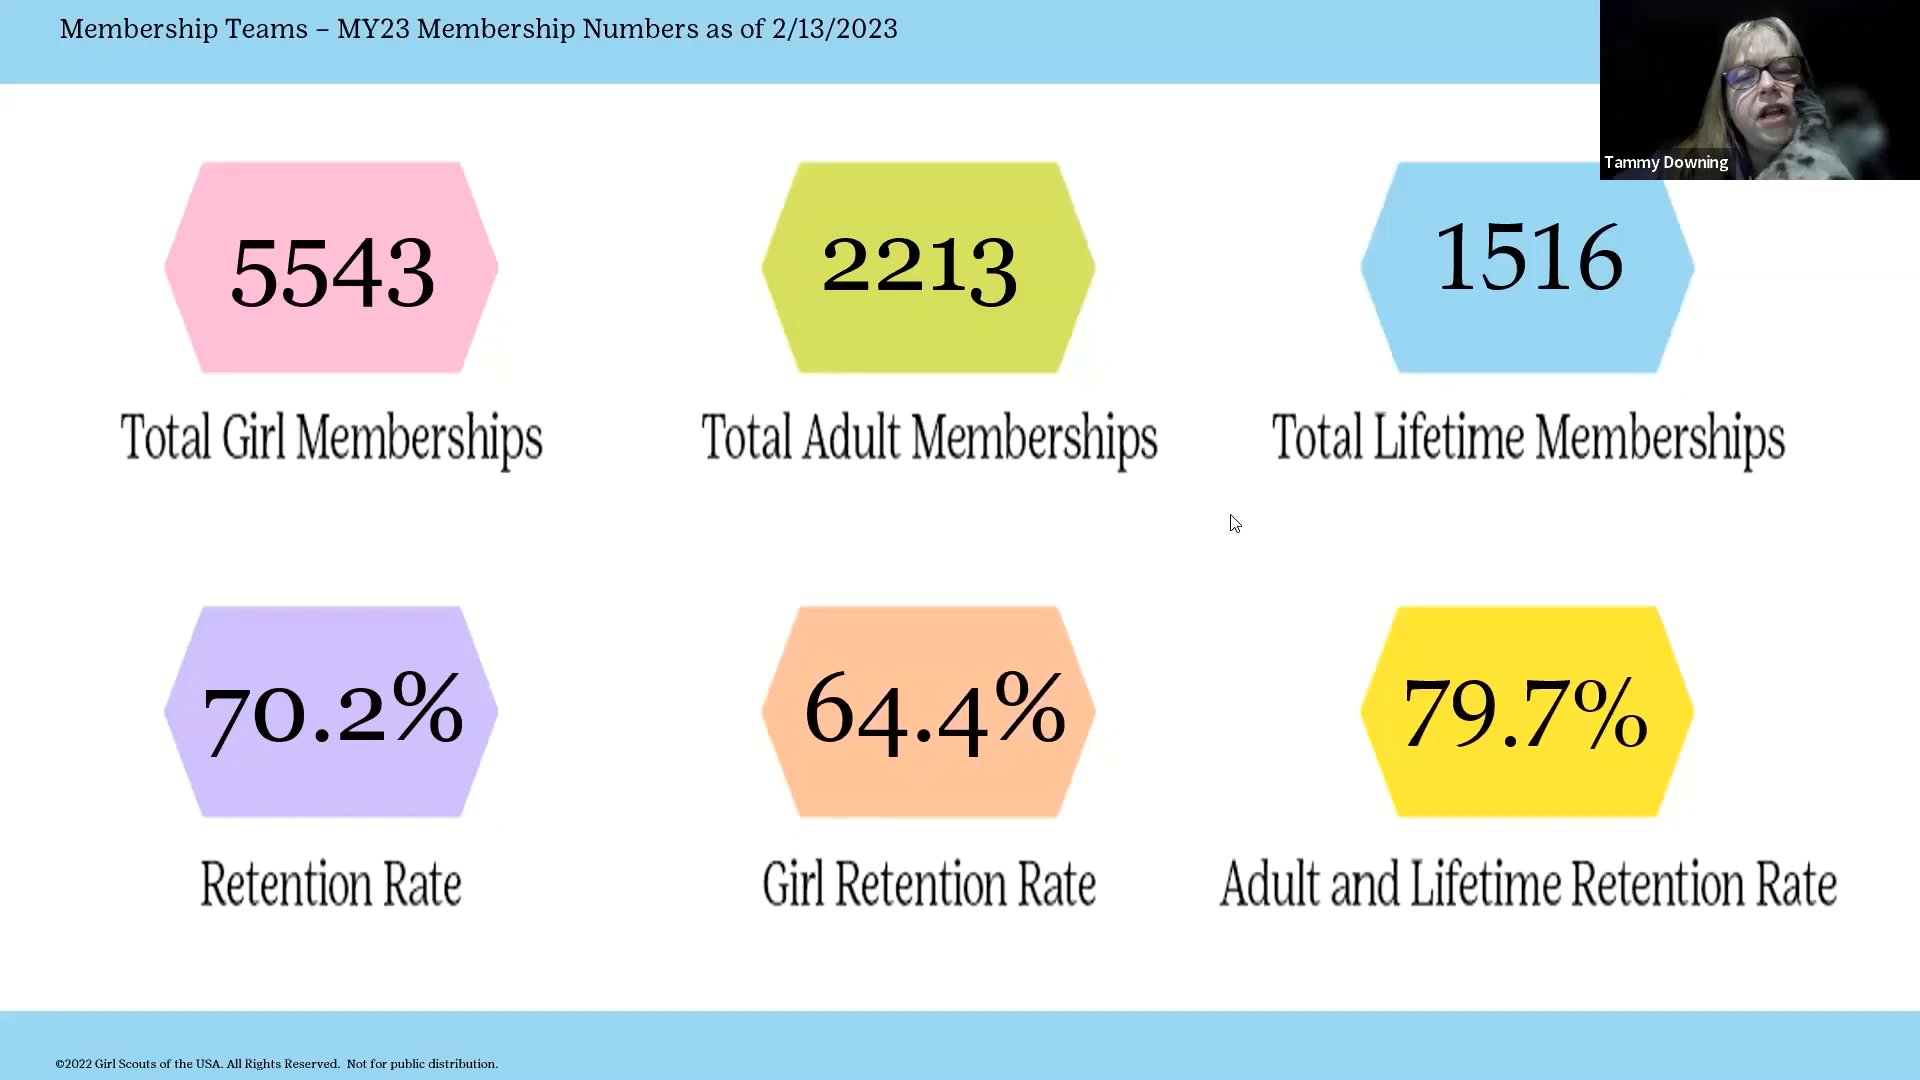 Membership Teams – MY23 Membership Numbers as of 2/13/2023
Tammy Downing
5543
2213
1516
Total Girl Memberships
Total Adult Memberships
Total Lifetime Memberships
70.2%
64.4%
79.7%
Retention Rate
Girl Retention Rate
Adult and Lifetime Retention Rate
©2022 Girl Scouts of the USA. All Rights Reserved. Not for public distribution.